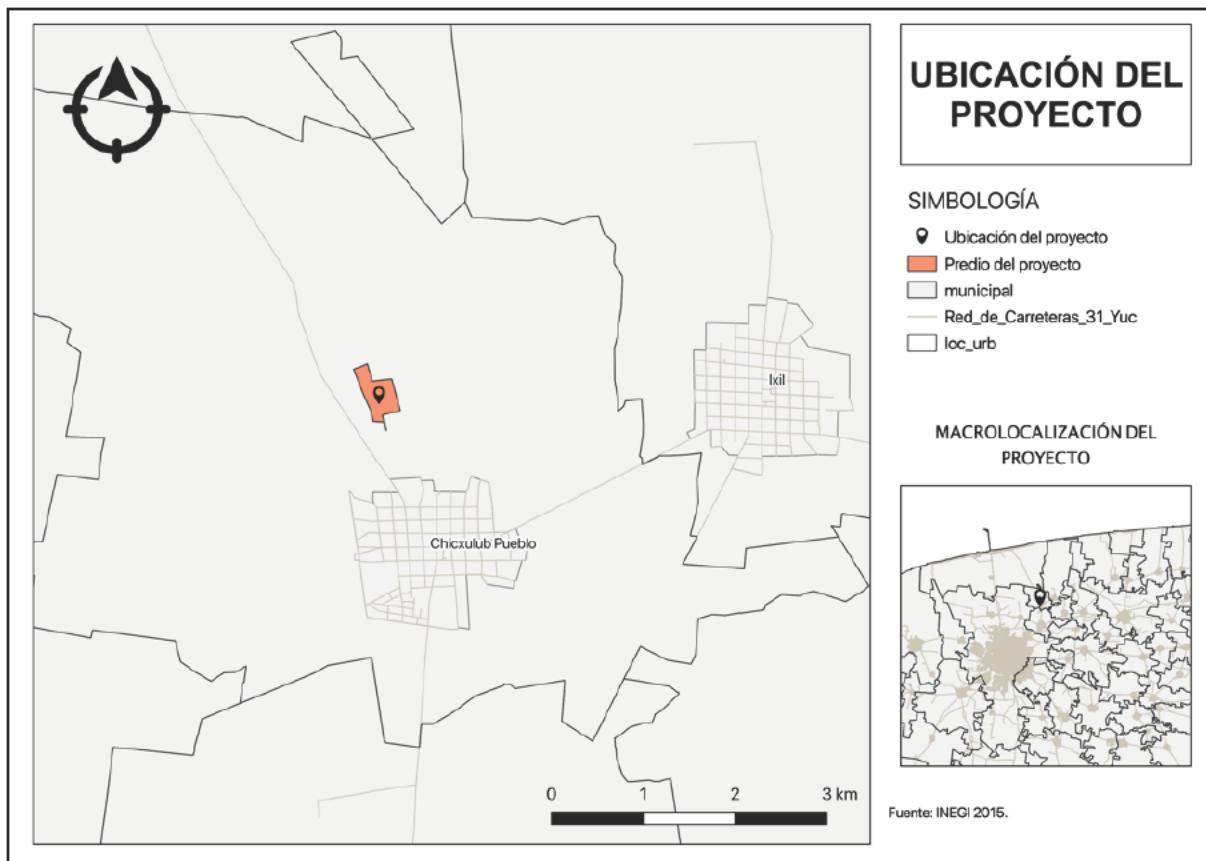 UBICACIÓN DEL
PROYECTO
SIMBOLOGÍA
Ubicación del proyecto
Predio del proyecto
municipal
Red_de_Carreteras_31_Yuc
loc_urb
Ixil
Chicxulub Pueblo
MACROLOCALIZACIÓN DEL
PROYECTO
0 1 2 3 km
Fuente: INEGI 2015.